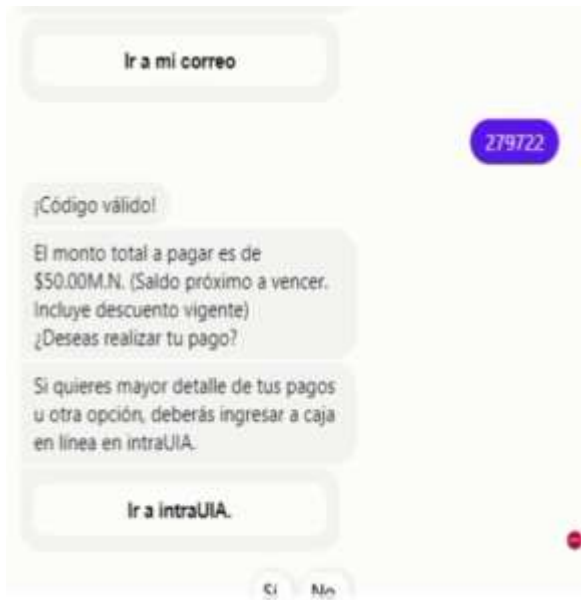 Ir a mi correo
279722
¡Código válido!
El monto total a pagar es de
$50.00M.N. (Saldo próximo a vencer.
Incluye descuento vigente)
¿Deseas realizar tu pago?
Si quieres mayor detalle de tus pagos
u otra opción, deberás ingresar a caja
en línea en intraUIA.
Ir a intraUIA.
Sí No